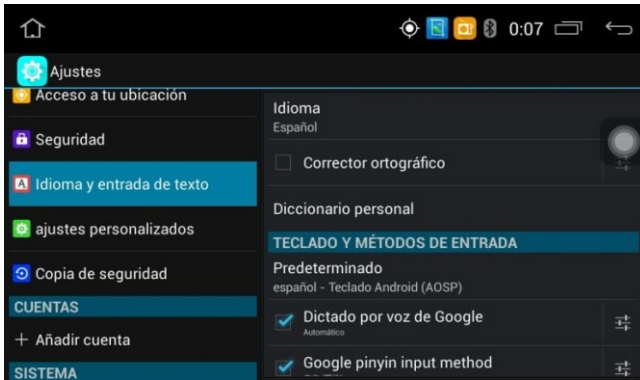 0:07
Ajustes
Acceso a tu ubicación
Seguridad
Idioma y entrada de texto
ajustes personalizados
Copia de seguridad
CUENTAS
+ Añadir cuenta
SISTEMA
Idioma
Español
Corrector ortográfico
Diccionario personal
TECLADO Y MÉTODOS DE ENTRADA
Predeterminado
español - Teclado Android (AOSP)
Dictado por voz de Google
Automático
Google pinyin input method